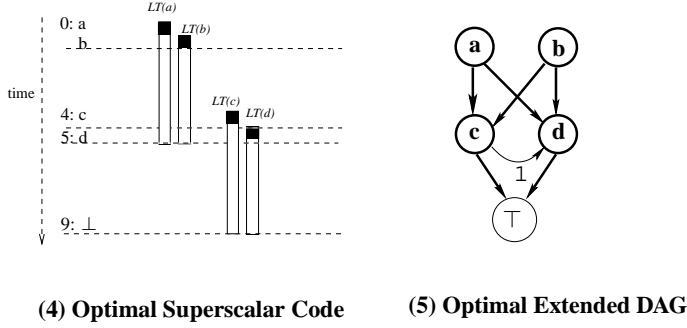 LT(a)
0: a
LT(b)
b
time
LT(c)
LT(d)
4: c
5: d
9: ⊥
(4) Optimal Superscalar Code
a
b
c
d
1
⊤
(5) Optimal Extended DAG